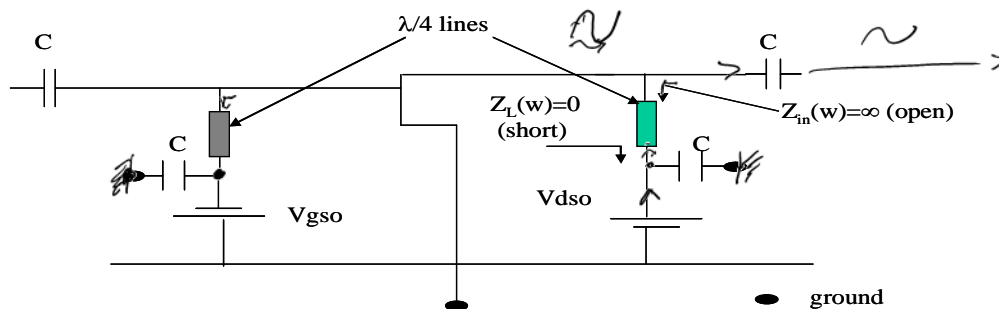 λ/4 lines
C
C
Z_L(w)=0
(short)
Z_in(w)=∞ (open)
C
C
Vgso
Vdso
ground